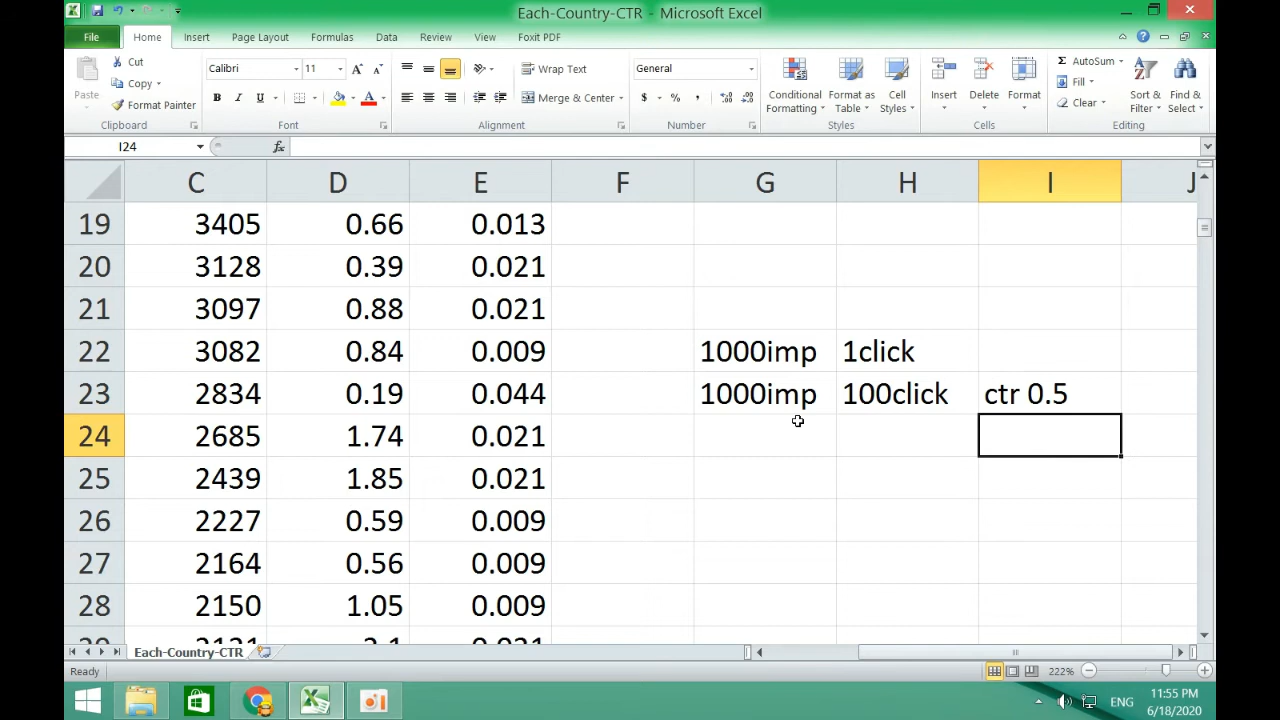 Each-Country-CTR - Microsoft Excel
File Home Insert Page Layout Formulas Data Review View Foxit PDF
Paste
Cut
Copy
Format Painter
Clipboard
Calibri 11
B I U
Font
Wrap Text
Merge & Center
Alignment
General
$ % ,
Number
Conditional Formatting
Format as Table
Cell Styles
Styles
Insert Delete Format
Cells
AutoSum
Fill
Clear
Sort & Filter
Find & Select
Editing
I24 fx
C D E F G H I J
19 3405 0.66 0.013
20 3128 0.39 0.021
21 3097 0.88 0.021
22 3082 0.84 0.009 1000imp 1click
23 2834 0.19 0.044 1000imp 100click ctr 0.5
24 2685 1.74 0.021
25 2439 1.85 0.021
26 2227 0.59 0.009
27 2164 0.56 0.009
28 2150 1.05 0.009
Each-Country-CTR
Ready 222%
ENG 11:55 PM
6/18/2020